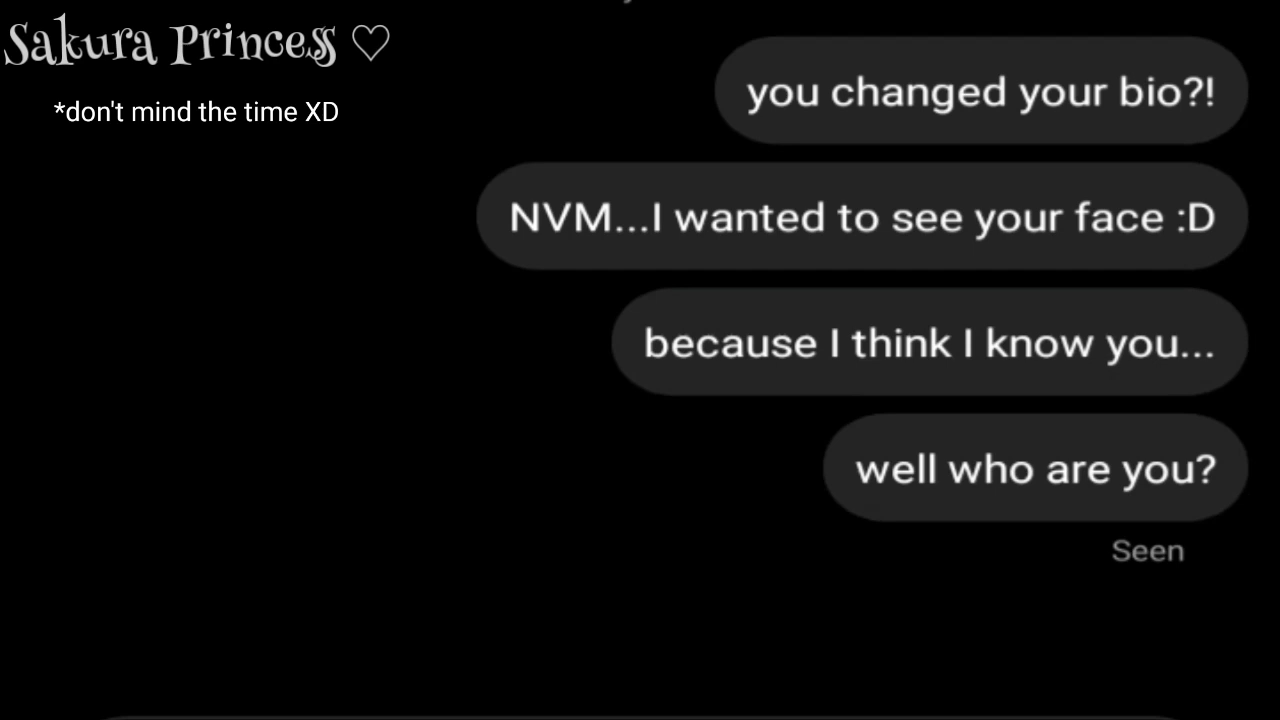 Sakura Princess ♡
*don't mind the time XD
you changed your bio?!
NVM...I wanted to see your face :D
because I think I know you...
well who are you?
Seen